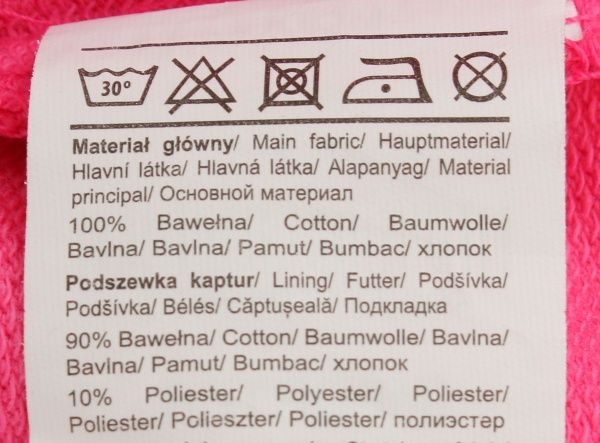 30°
Materiał główny/ Main fabric/ Hauptmaterial/
Hlavní látka/ Hlavná látka/ Alapanyag/ Material
principal/ Основной материал
100% Bawełna/ Cotton/ Baumwolle/
Bavlna/ Bavlna/ Pamut/ Bumbac/ хлопок
Podszewka kaptur/ Lining/ Futter/ Podšívka/
Podšívka/ Bélés/ Căptușeală/ Подкладка
90% Bawełna/ Cotton/ Baumwolle/ Bavlna/
Bavlna/ Pamut/ Bumbac/ хлопок
10% Poliester/ Polyester/ Polyester/
Poliester/ Polieszter/ Poliester/ полиэстер